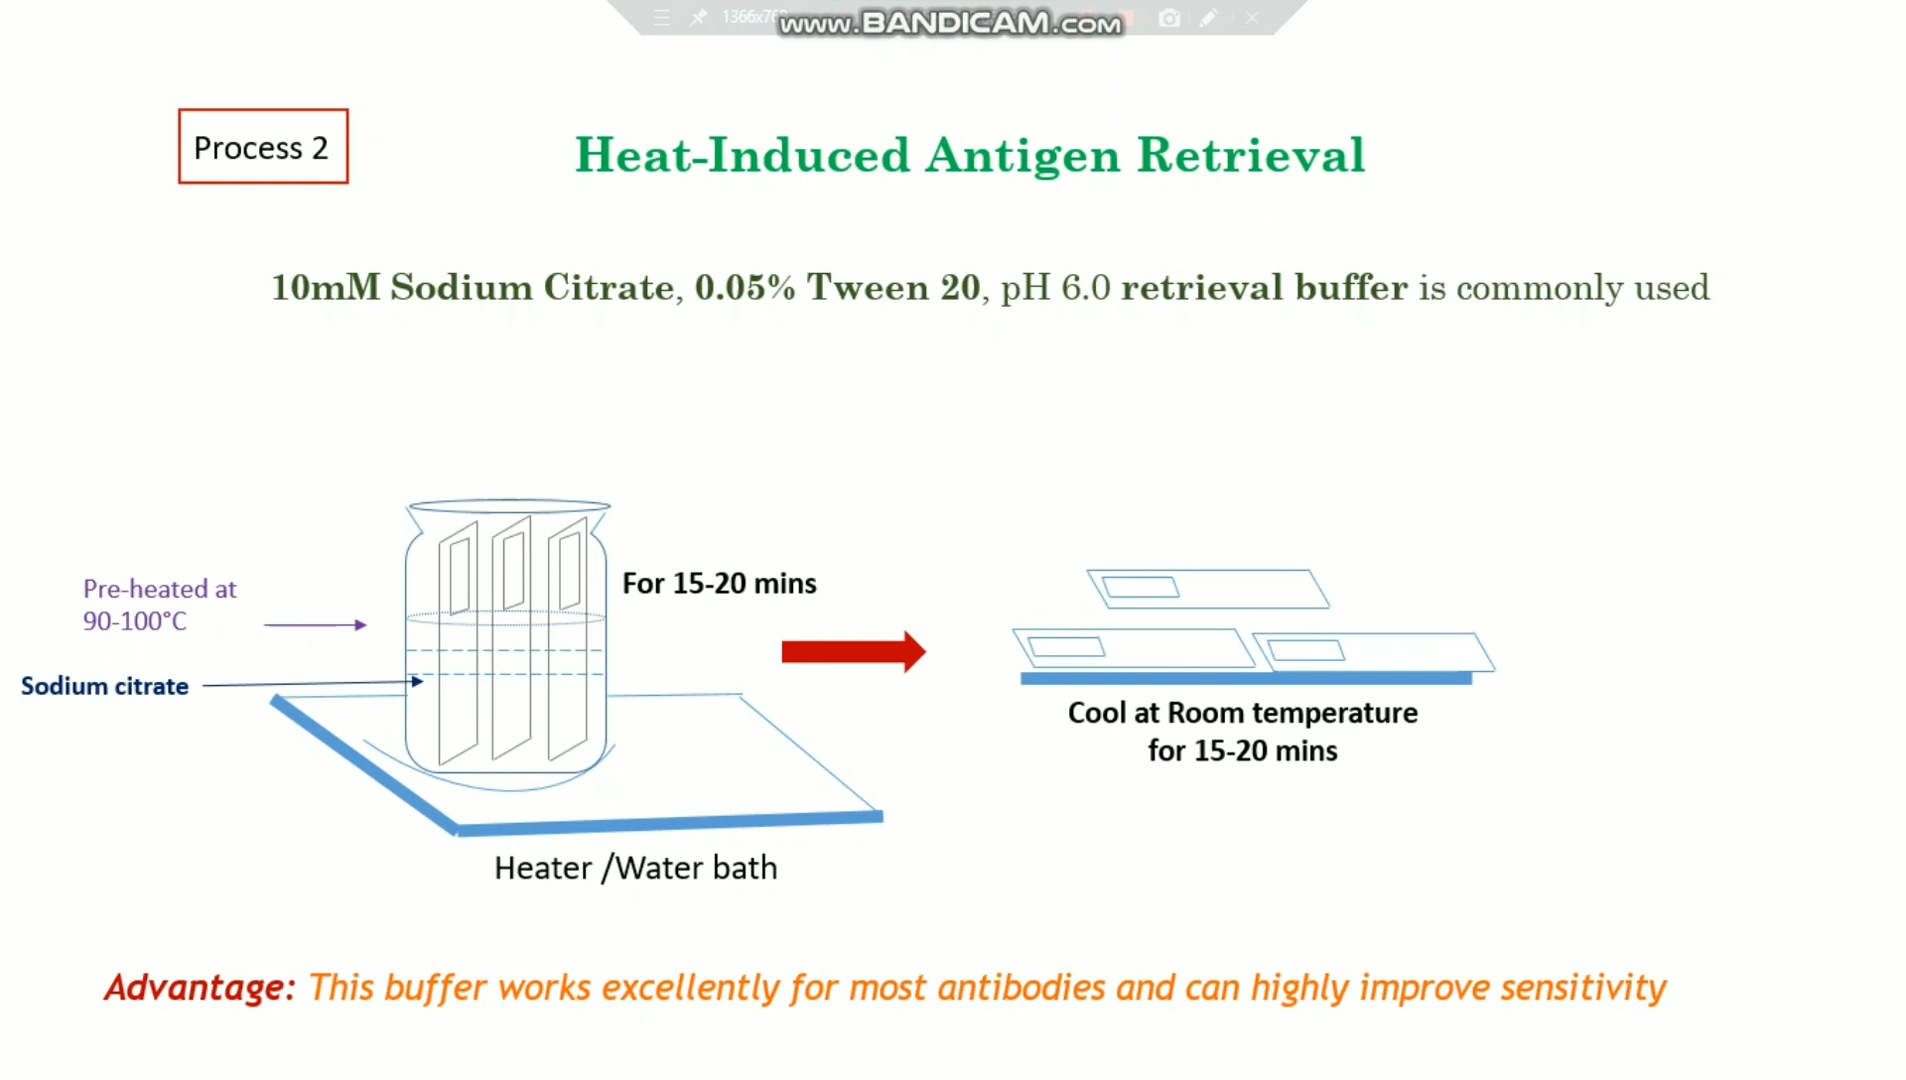 www.BANDICAM.com
Process 2
Heat-Induced Antigen Retrieval
10mM Sodium Citrate, 0.05% Tween 20, pH 6.0 retrieval buffer is commonly used
Pre-heated at
90-100°C
For 15-20 mins
Sodium citrate
Cool at Room temperature
for 15-20 mins
Heater /Water bath
Advantage: This buffer works excellently for most antibodies and can highly improve sensitivity